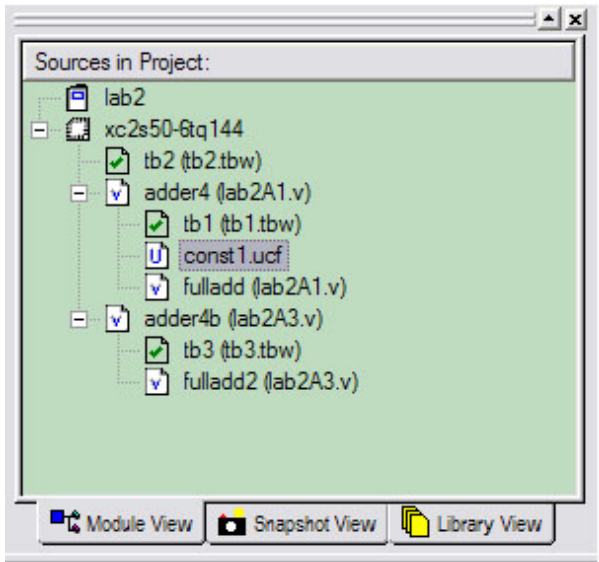 Sources in Project:
lab2
xc2s50-6tq144
tb2 (tb2.tbw)
adder4 (lab2A1.v)
tb1 (tb1.tbw)
const1.ucf
fulladd (lab2A1.v)
adder4b (lab2A3.v)
tb3 (tb3.tbw)
fulladd2 (lab2A3.v)
Module View Snapshot View Library View